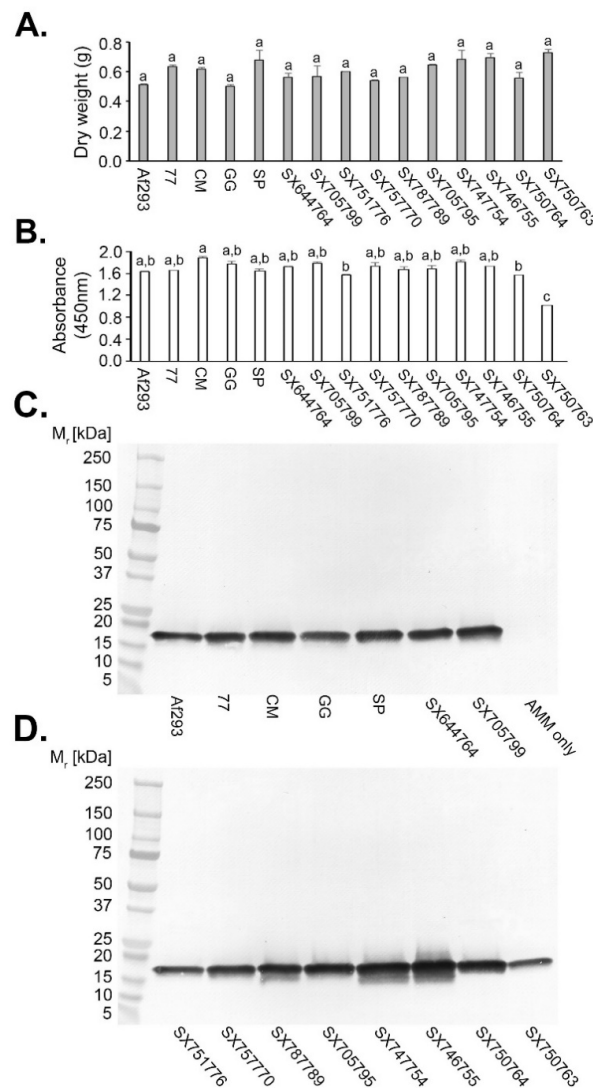 A.
Dry weight (g)
0.8
0.6
0.4
0.2
0.0
a a a a a a a a a a a a a a a
Af293 77 CM GG SP SX644764 SX705799 SX751776 SX757770 SX787789 SX705795 SX747754 SX746755 SX750764 SX750763
B.
Absorbance
(450nm)
2.0
1.6
1.2
0.8
0.4
0.0
a,b a,b a a,b a,b a,b a,b b a,b a,b a,b a,b a,b b c
Af293 77 CM GG SP SX644764 SX705799 SX751776 SX757770 SX787789 SX705795 SX747754 SX746755 SX750764 SX750763
C.
Mr [kDa]
250
150
100
75
50
37
25
20
15
10
5
Af293 77 CM GG SP SX644764 SX705799 AMM only
D.
Mr [kDa]
250
150
100
75
50
37
25
20
15
10
5
SX751776 SX757770 SX787789 SX705795 SX747754 SX746755 SX750764 SX750763